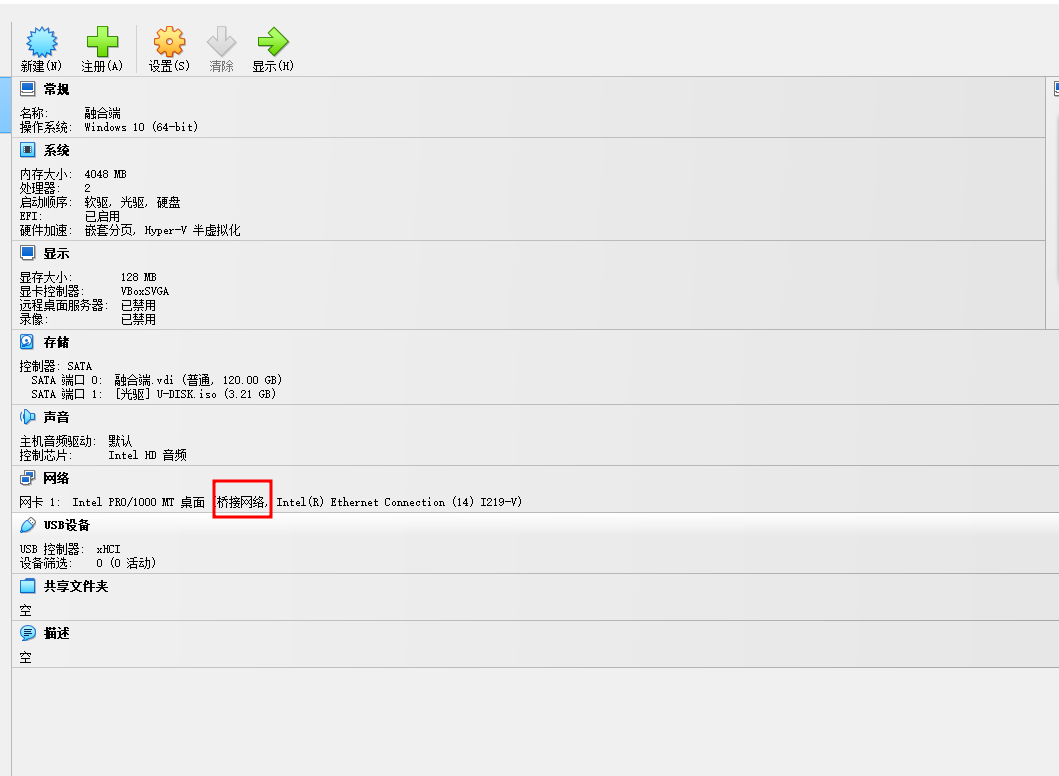 新建(N) 注册(A) 设置(S) 清除 显示(H)
常规
名称: 融合端
操作系统: Windows 10 (64-bit)
系统
内存大小: 4048 MB
处理器: 2
启动顺序: 软驱, 光驱, 硬盘
EFI: 已启用
硬件加速: 嵌套分页, Hyper-V 半虚拟化
显示
显存大小: 128 MB
显卡控制器: VBoxSVGA
远程桌面服务器: 已禁用
录像: 已禁用
存储
控制器: SATA
SATA 端口 0: 融合端.vdi (普通, 120.00 GB)
SATA 端口 1: [光驱] U-DISK.iso (3.21 GB)
声音
主机音频驱动: 默认
控制芯片: Intel HD 音频
网络
网卡 1: Intel PRO/1000 MT 桌面 (桥接网络, Intel(R) Ethernet Connection (14) I219-V)
USB设备
USB 控制器: xHCI
设备筛选: 0 (0 活动)
共享文件夹
空
描述
空